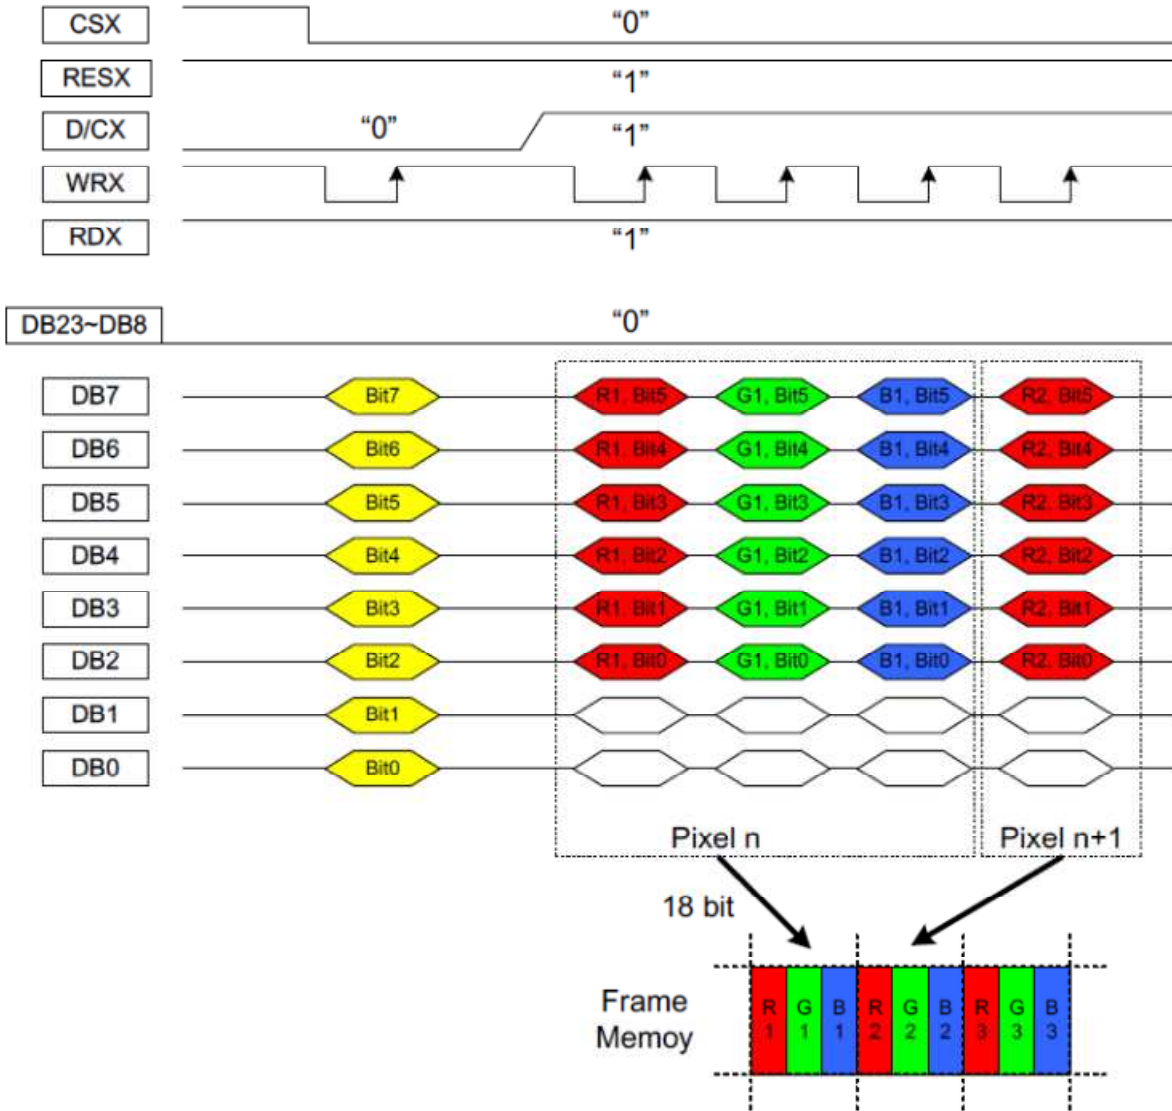 CSX “0”
RESX “1”
D/CX “0” “1”
WRX
RDX “1”
DB23~DB8 “0”
DB7 Bit7 R1, Bit5 G1, Bit5 B1, Bit5 R2, Bit5
DB6 Bit6 R1, Bit4 G1, Bit4 B1, Bit4 R2, Bit4
DB5 Bit5 R1, Bit3 G1, Bit3 B1, Bit3 R2, Bit3
DB4 Bit4 R1, Bit2 G1, Bit2 B1, Bit2 R2, Bit2
DB3 Bit3 R1, Bit1 G1, Bit1 B1, Bit1 R2, Bit1
DB2 Bit2 R1, Bit0 G1, Bit0 B1, Bit0 R2, Bit0
DB1 Bit1
DB0 Bit0
Pixel n Pixel n+1
18 bit
Frame
Memoy
R G B R G B R G B
1 1 1 2 2 2 3 3 3